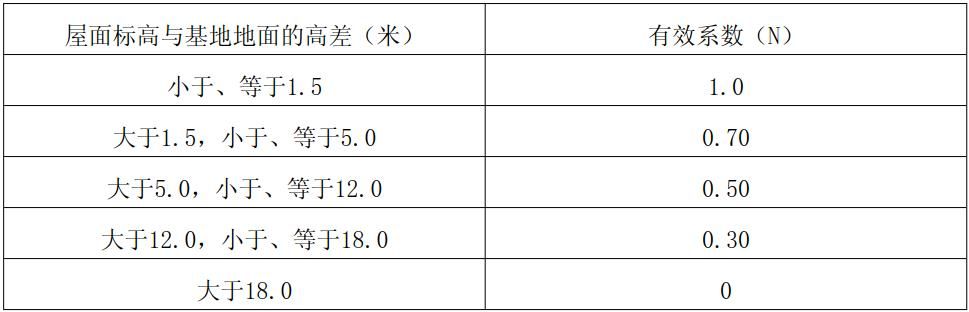 屋面标高与基地地面的高差（米） 有效系数（N）
小于、等于1.5 1.0
大于1.5，小于、等于5.0 0.70
大于5.0，小于、等于12.0 0.50
大于12.0，小于、等于18.0 0.30
大于18.0 0